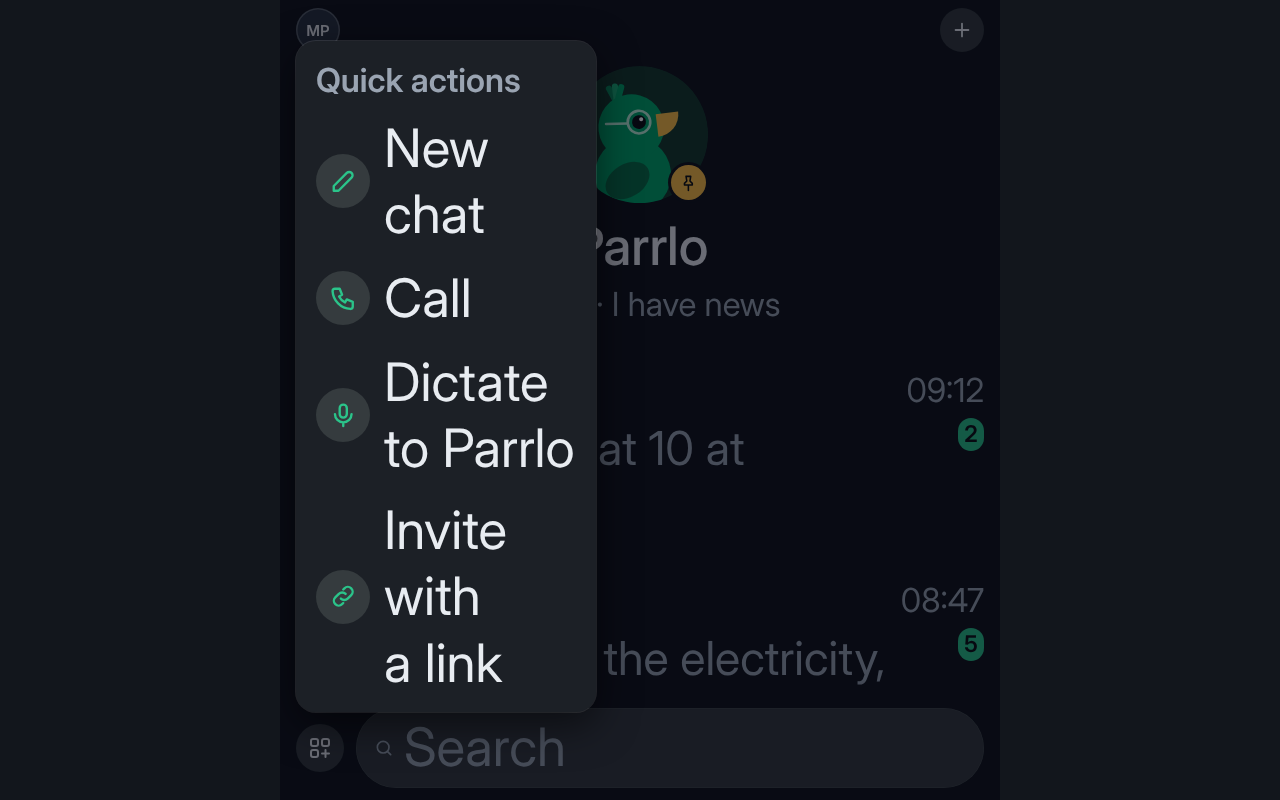 MP
Quick actions
New
chat
Call
Dictate
to Parrlo
Invite
with
a link
Parrlo
· I have news
09:12
2
at 10 at
08:47
5
the electricity,
Search